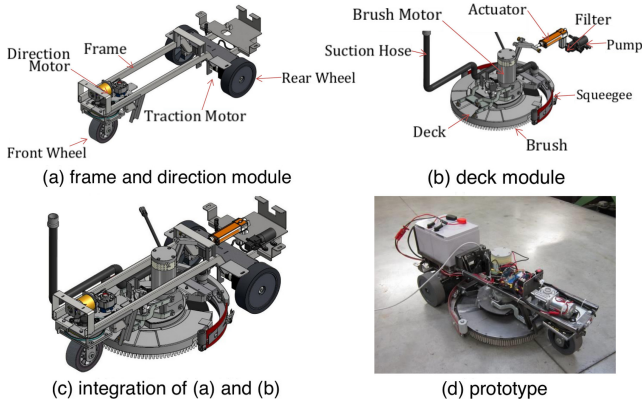 Frame
Direction
Motor
Rear Wheel
Traction Motor
Front Wheel
(a) frame and direction module
Actuator
Filter
Brush Motor
Suction Hose
Pump
Squeegee
Deck
Brush
(b) deck module
(c) integration of (a) and (b)
(d) prototype